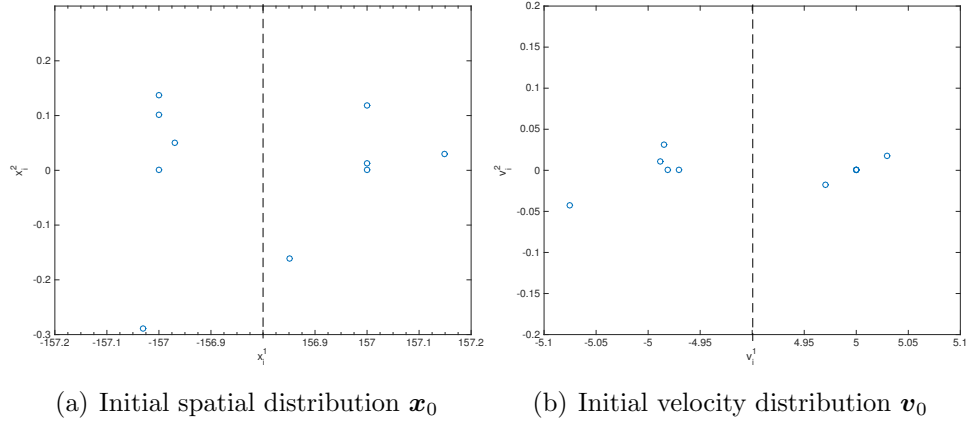 0.2
0.1
0
-0.1
-0.2
-0.3
-157.2 -157.1 -157 -156.9 156.9 157 157.1 157.2
x_i^1
x_i^2
0.2
0.15
0.1
0.05
0
-0.05
-0.1
-0.15
-0.2
-5.1 -5.05 -5 -4.95 4.95 5 5.05 5.1
v_i^1
v_i^2
(a) Initial spatial distribution x_0
(b) Initial velocity distribution v_0